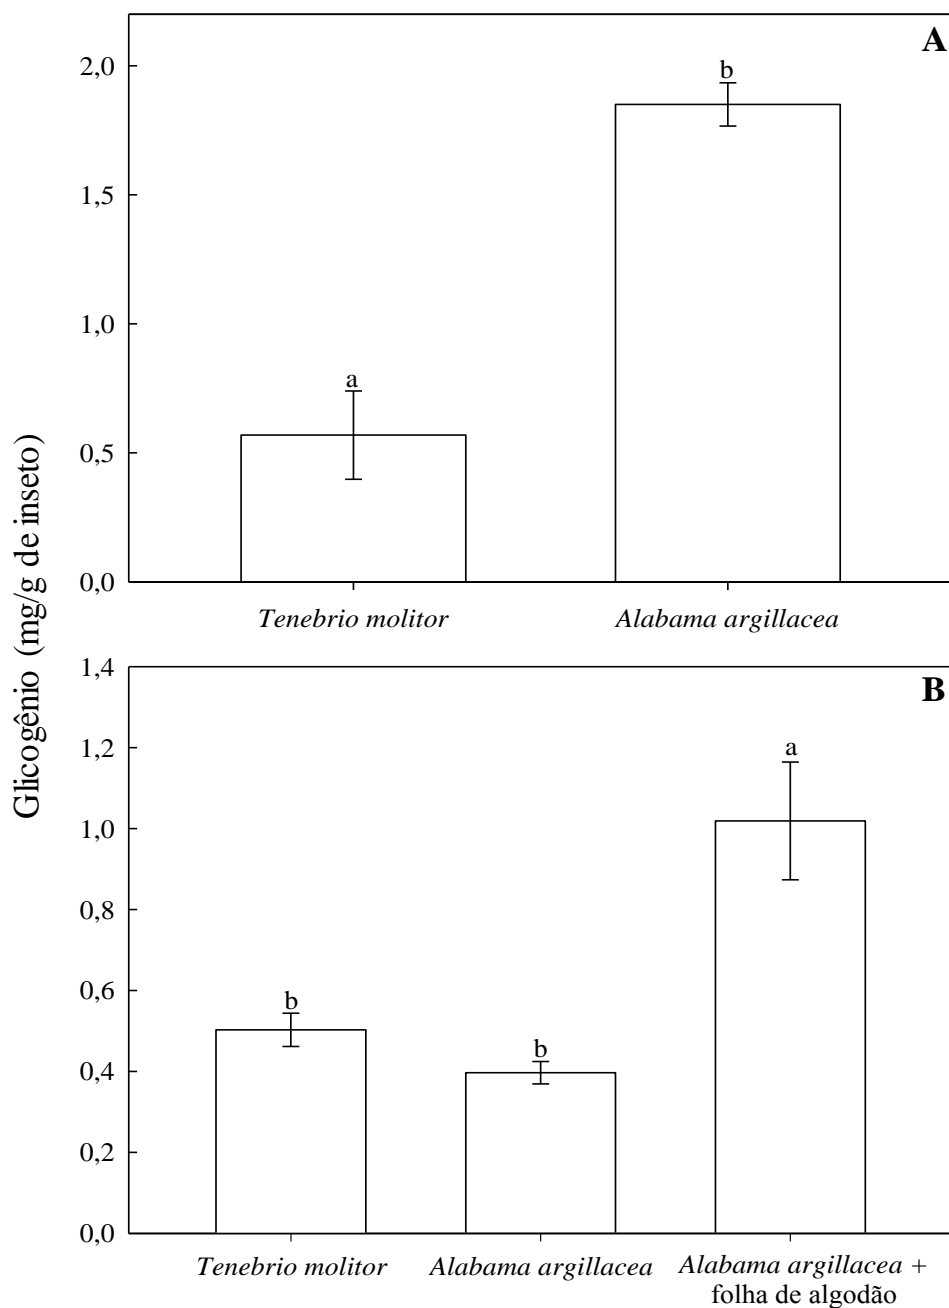 Glicogênio (mg/g de inseto)
A
2,0
1,5
1,0
0,5
0,0
a
b
Tenebrio molitor
Alabama argillacea
B
1,4
1,2
1,0
0,8
0,6
0,4
0,2
0,0
b
b
a
Tenebrio molitor
Alabama argillacea
Alabama argillacea +
folha de algodão